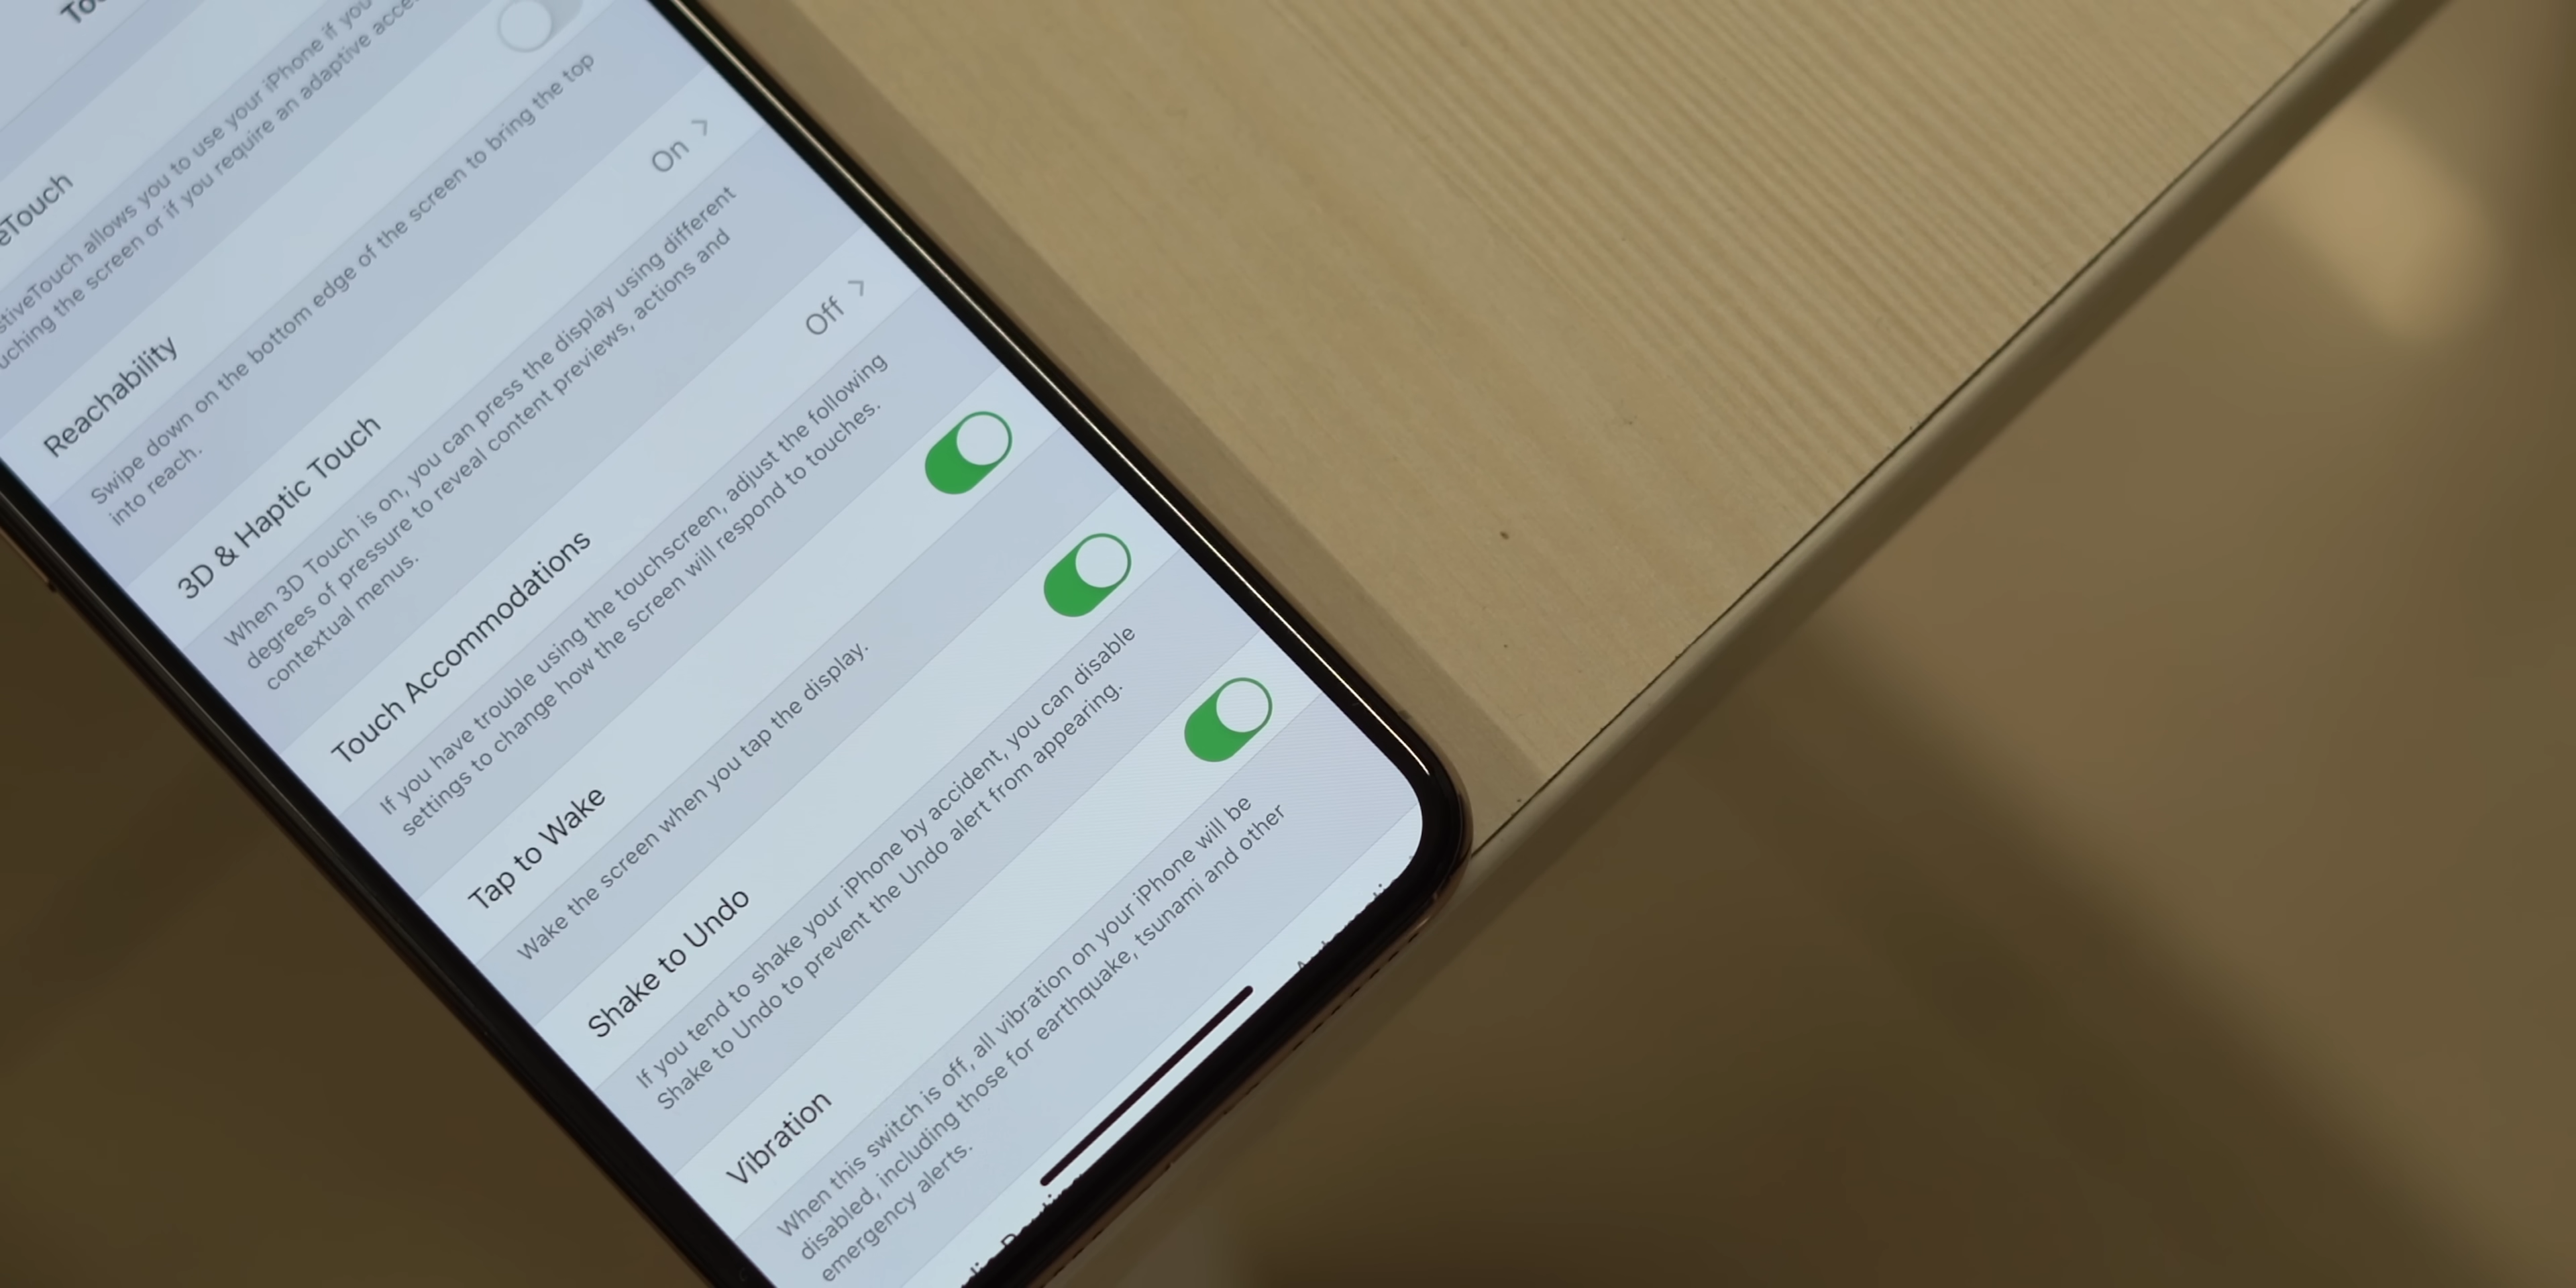 allows you to use your iPhone if you
the screen or if you require an adaptive
Reachability
Swipe down on the bottom edge of the screen to bring the top
into reach.
3D & Haptic Touch On
When 3D Touch is on, you can press the display using different
degrees of pressure to reveal content previews, actions and
contextual menus.
Touch Accommodations Off
If you have trouble using the touchscreen, adjust the following
settings to change how the screen will respond to touches.
Tap to Wake
Wake the screen when you tap the display.
Shake to Undo
If you tend to shake your iPhone by accident, you can disable
Shake to Undo to prevent the Undo alert from appearing.
Vibration
When this switch is off, all vibration on your iPhone will be
disabled, including those for earthquake, tsunami and other
emergency alerts.